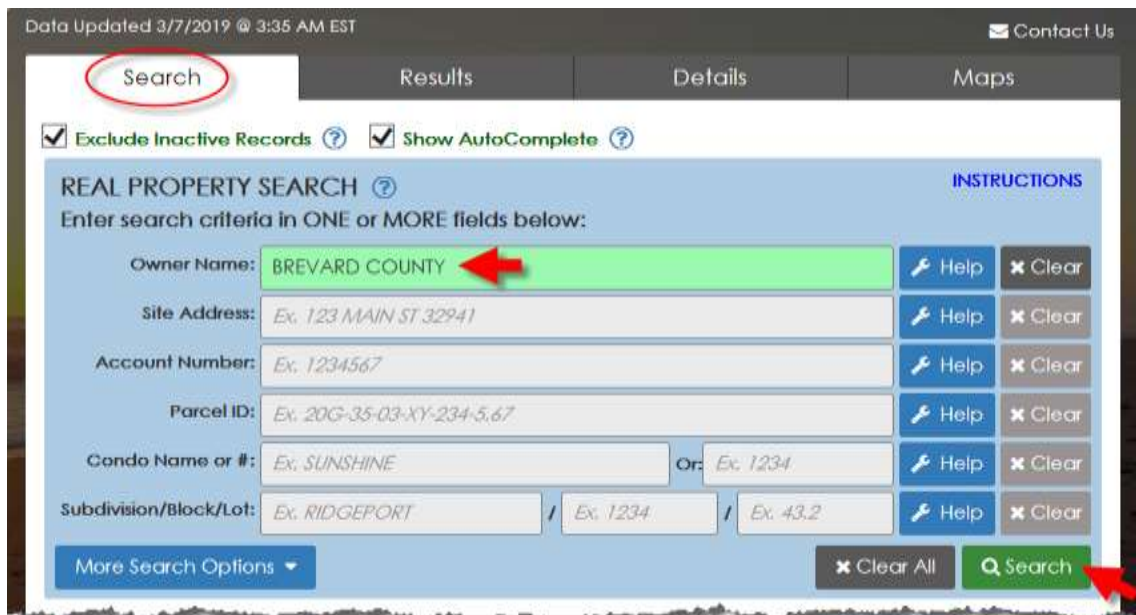 Data Updated 3/7/2019 @ 3:35 AM EST Contact Us
Search Results Details Maps
Exclude Inactive Records ? Show AutoComplete ?
REAL PROPERTY SEARCH ? INSTRUCTIONS
Enter search criteria in ONE or MORE fields below:
Owner Name: BREVARD COUNTY Help Clear
Site Address: Ex. 123 MAIN ST 32941 Help Clear
Account Number: Ex. 1234567 Help Clear
Parcel ID: Ex. 20G-35-03-XY-234-5.67 Help Clear
Condo Name or #: Ex. SUNSHINE Or: Ex. 1234 Help Clear
Subdivision/Block/Lot: Ex. RIDGEPORT / Ex. 1234 / Ex. 43.2 Help Clear
More Search Options Clear All Search